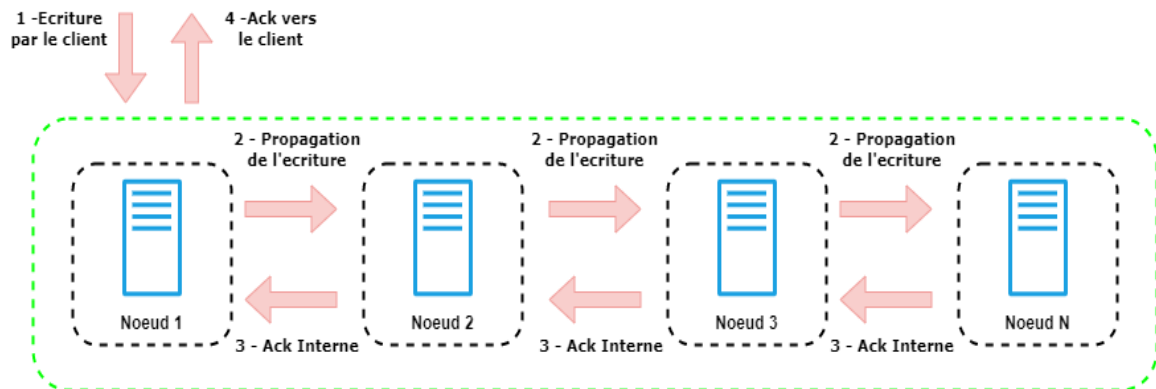 1 -Ecriture
par le client
4 -Ack vers
le client
2 - Propagation
de l'ecriture
2 - Propagation
de l'ecriture
2 - Propagation
de l'ecriture
Noeud 1
Noeud 2
Noeud 3
Noeud N
3 - Ack Interne
3 - Ack Interne
3 - Ack Interne